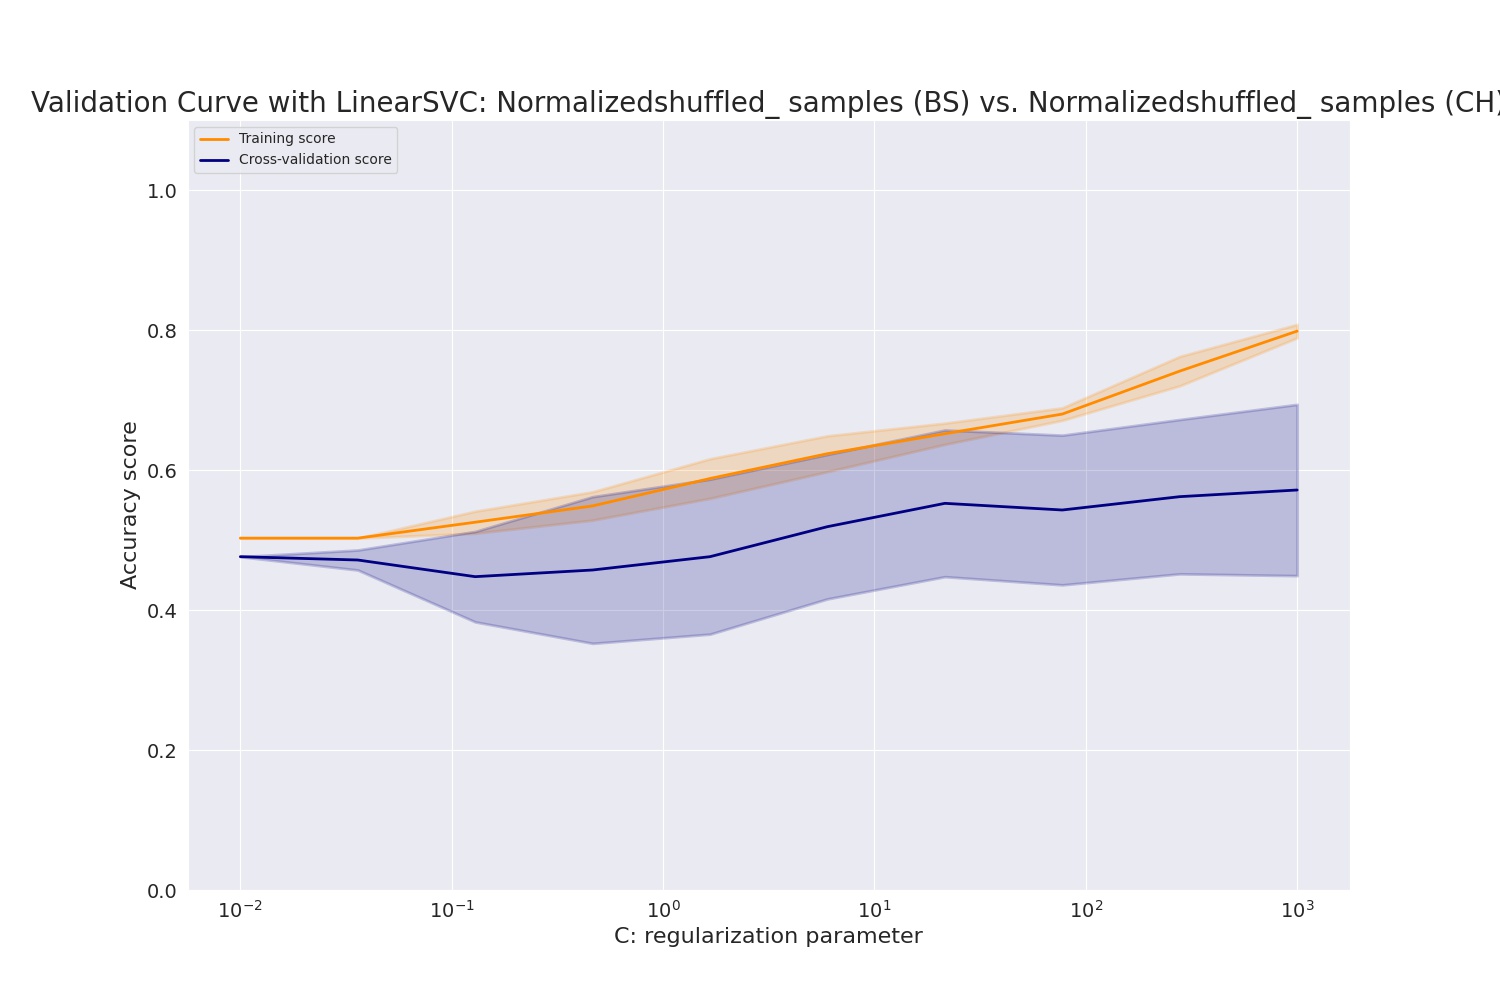 Validation Curve with LinearSVC: Normalizedshuffled_ samples (BS) vs. Normalizedshuffled_ samples (CH)
Training score
Cross-validation score
1.0
0.8
0.6
0.4
0.2
0.0
Accuracy score
10⁻² 10⁻¹ 10⁰ 10¹ 10² 10³
C: regularization parameter